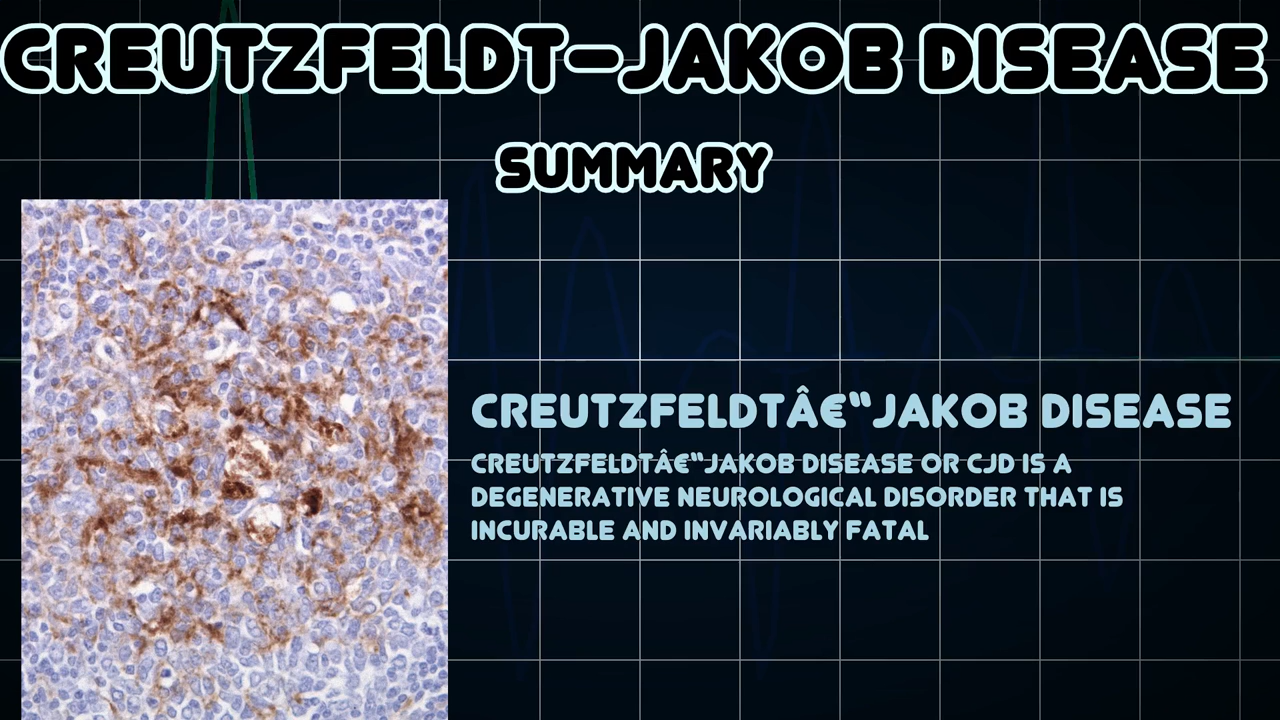 CREUTZFELDT–JAKOB DISEASE
SUMMARY
CREUTZFELDTÂ€“JAKOB DISEASE
CREUTZFELDTÂ€“JAKOB DISEASE OR CJD IS A
DEGENERATIVE NEUROLOGICAL DISORDER THAT IS
INCURABLE AND INVARIABLY FATAL